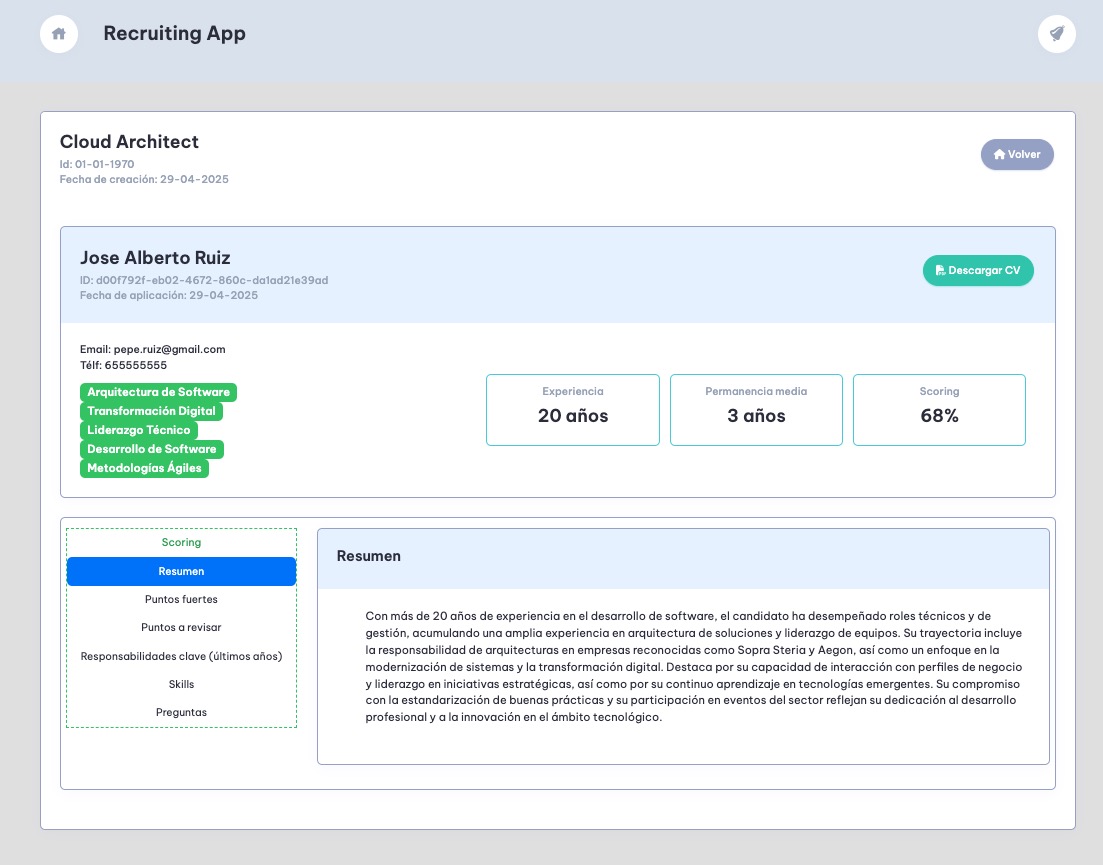 Recruiting App
Cloud Architect
Id: 01-01-1970
Fecha de creación: 29-04-2025
Volver
Jose Alberto Ruiz
ID: d00f792f-eb02-4672-860c-da1ad21e39ad
Fecha de aplicación: 29-04-2025
Descargar CV
Email: pepe.ruiz@gmail.com
Télf: 655555555
Arquitectura de Software
Transformación Digital
Liderazgo Técnico
Desarrollo de Software
Metodologías Ágiles
Experiencia
20 años
Permanencia media
3 años
Scoring
68%
Scoring
Resumen
Puntos fuertes
Puntos a revisar
Responsabilidades clave (últimos años)
Skills
Preguntas
Resumen
Con más de 20 años de experiencia en el desarrollo de software, el candidato ha desempeñado roles técnicos y de
gestión, acumulando una amplia experiencia en arquitectura de soluciones y liderazgo de equipos. Su trayectoria incluye
la responsabilidad de arquitecturas en empresas reconocidas como Sopra Steria y Aegon, así como un enfoque en la
modernización de sistemas y la transformación digital. Destaca por su capacidad de interacción con perfiles de negocio
y liderazgo en iniciativas estratégicas, así como por su continuo aprendizaje en tecnologías emergentes. Su compromiso
con la estandarización de buenas prácticas y su participación en eventos del sector reflejan su dedicación al desarrollo
profesional y a la innovación en el ámbito tecnológico.